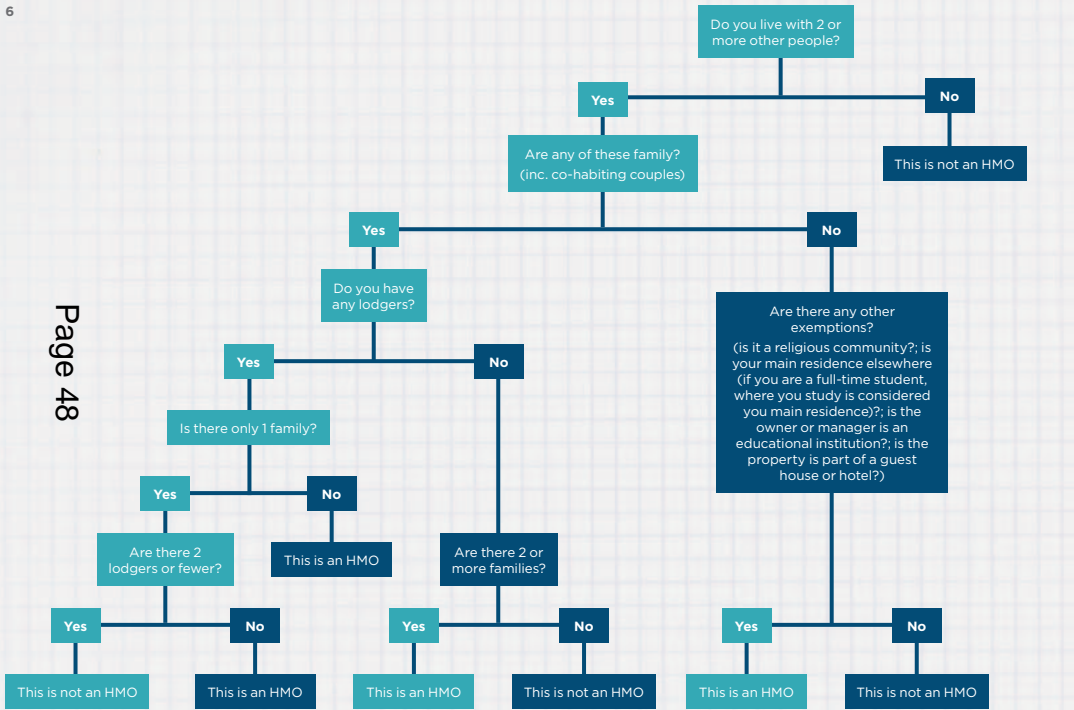 6
Do you live with 2 or
more other people?
Yes
No
Are any of these family?
(inc. co-habiting couples)
This is not an HMO
Yes
No
Do you have
any lodgers?
Are there any other
exemptions?
(is it a religious community?; is
your main residence elsewhere
(if you are a full-time student,
where you study is considered
you main residence)?; is the
owner or manager is an
educational institution?; is the
property is part of a guest
house or hotel?)
Page 48
Yes
No
Is there only 1 family?
Yes
No
Are there 2
lodgers or fewer?
This is an HMO
Are there 2 or
more families?
Yes
No
Yes
No
Yes
No
This is not an HMO
This is an HMO
This is an HMO
This is not an HMO
This is an HMO
This is not an HMO